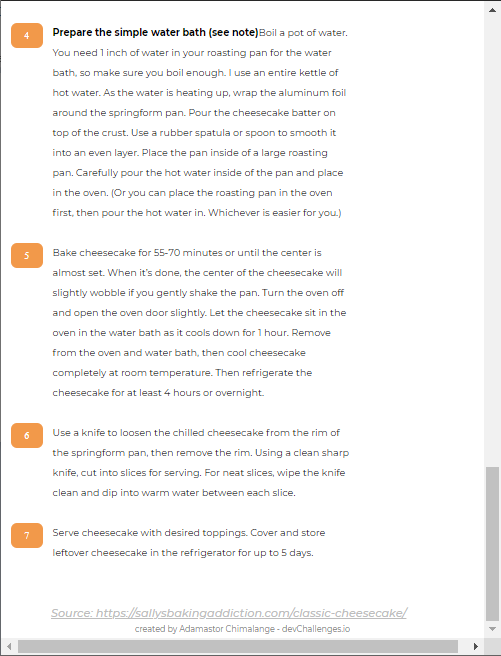 4
Prepare the simple water bath (see note)Boil a pot of water.
You need 1 inch of water in your roasting pan for the water
bath, so make sure you boil enough. I use an entire kettle of
hot water. As the water is heating up, wrap the aluminum foil
around the springform pan. Pour the cheesecake batter on
top of the crust. Use a rubber spatula or spoon to smooth it
into an even layer. Place the pan inside of a large roasting
pan. Carefully pour the hot water inside of the pan and place
in the oven. (Or you can place the roasting pan in the oven
first, then pour the hot water in. Whichever is easier for you.)
5
Bake cheesecake for 55-70 minutes or until the center is
almost set. When it's done, the center of the cheesecake will
slightly wobble if you gently shake the pan. Turn the oven off
and open the oven door slightly. Let the cheesecake sit in the
oven in the water bath as it cools down for 1 hour. Remove
from the oven and water bath, then cool cheesecake
completely at room temperature. Then refrigerate the
cheesecake for at least 4 hours or overnight.
6
Use a knife to loosen the chilled cheesecake from the rim of
the springform pan, then remove the rim. Using a clean sharp
knife, cut into slices for serving. For neat slices, wipe the knife
clean and dip into warm water between each slice.
7
Serve cheesecake with desired toppings. Cover and store
leftover cheesecake in the refrigerator for up to 5 days.
Source: https://sallysbakingaddiction.com/classic-cheesecake/
created by Adamastor Chimalange - devChallenges.io